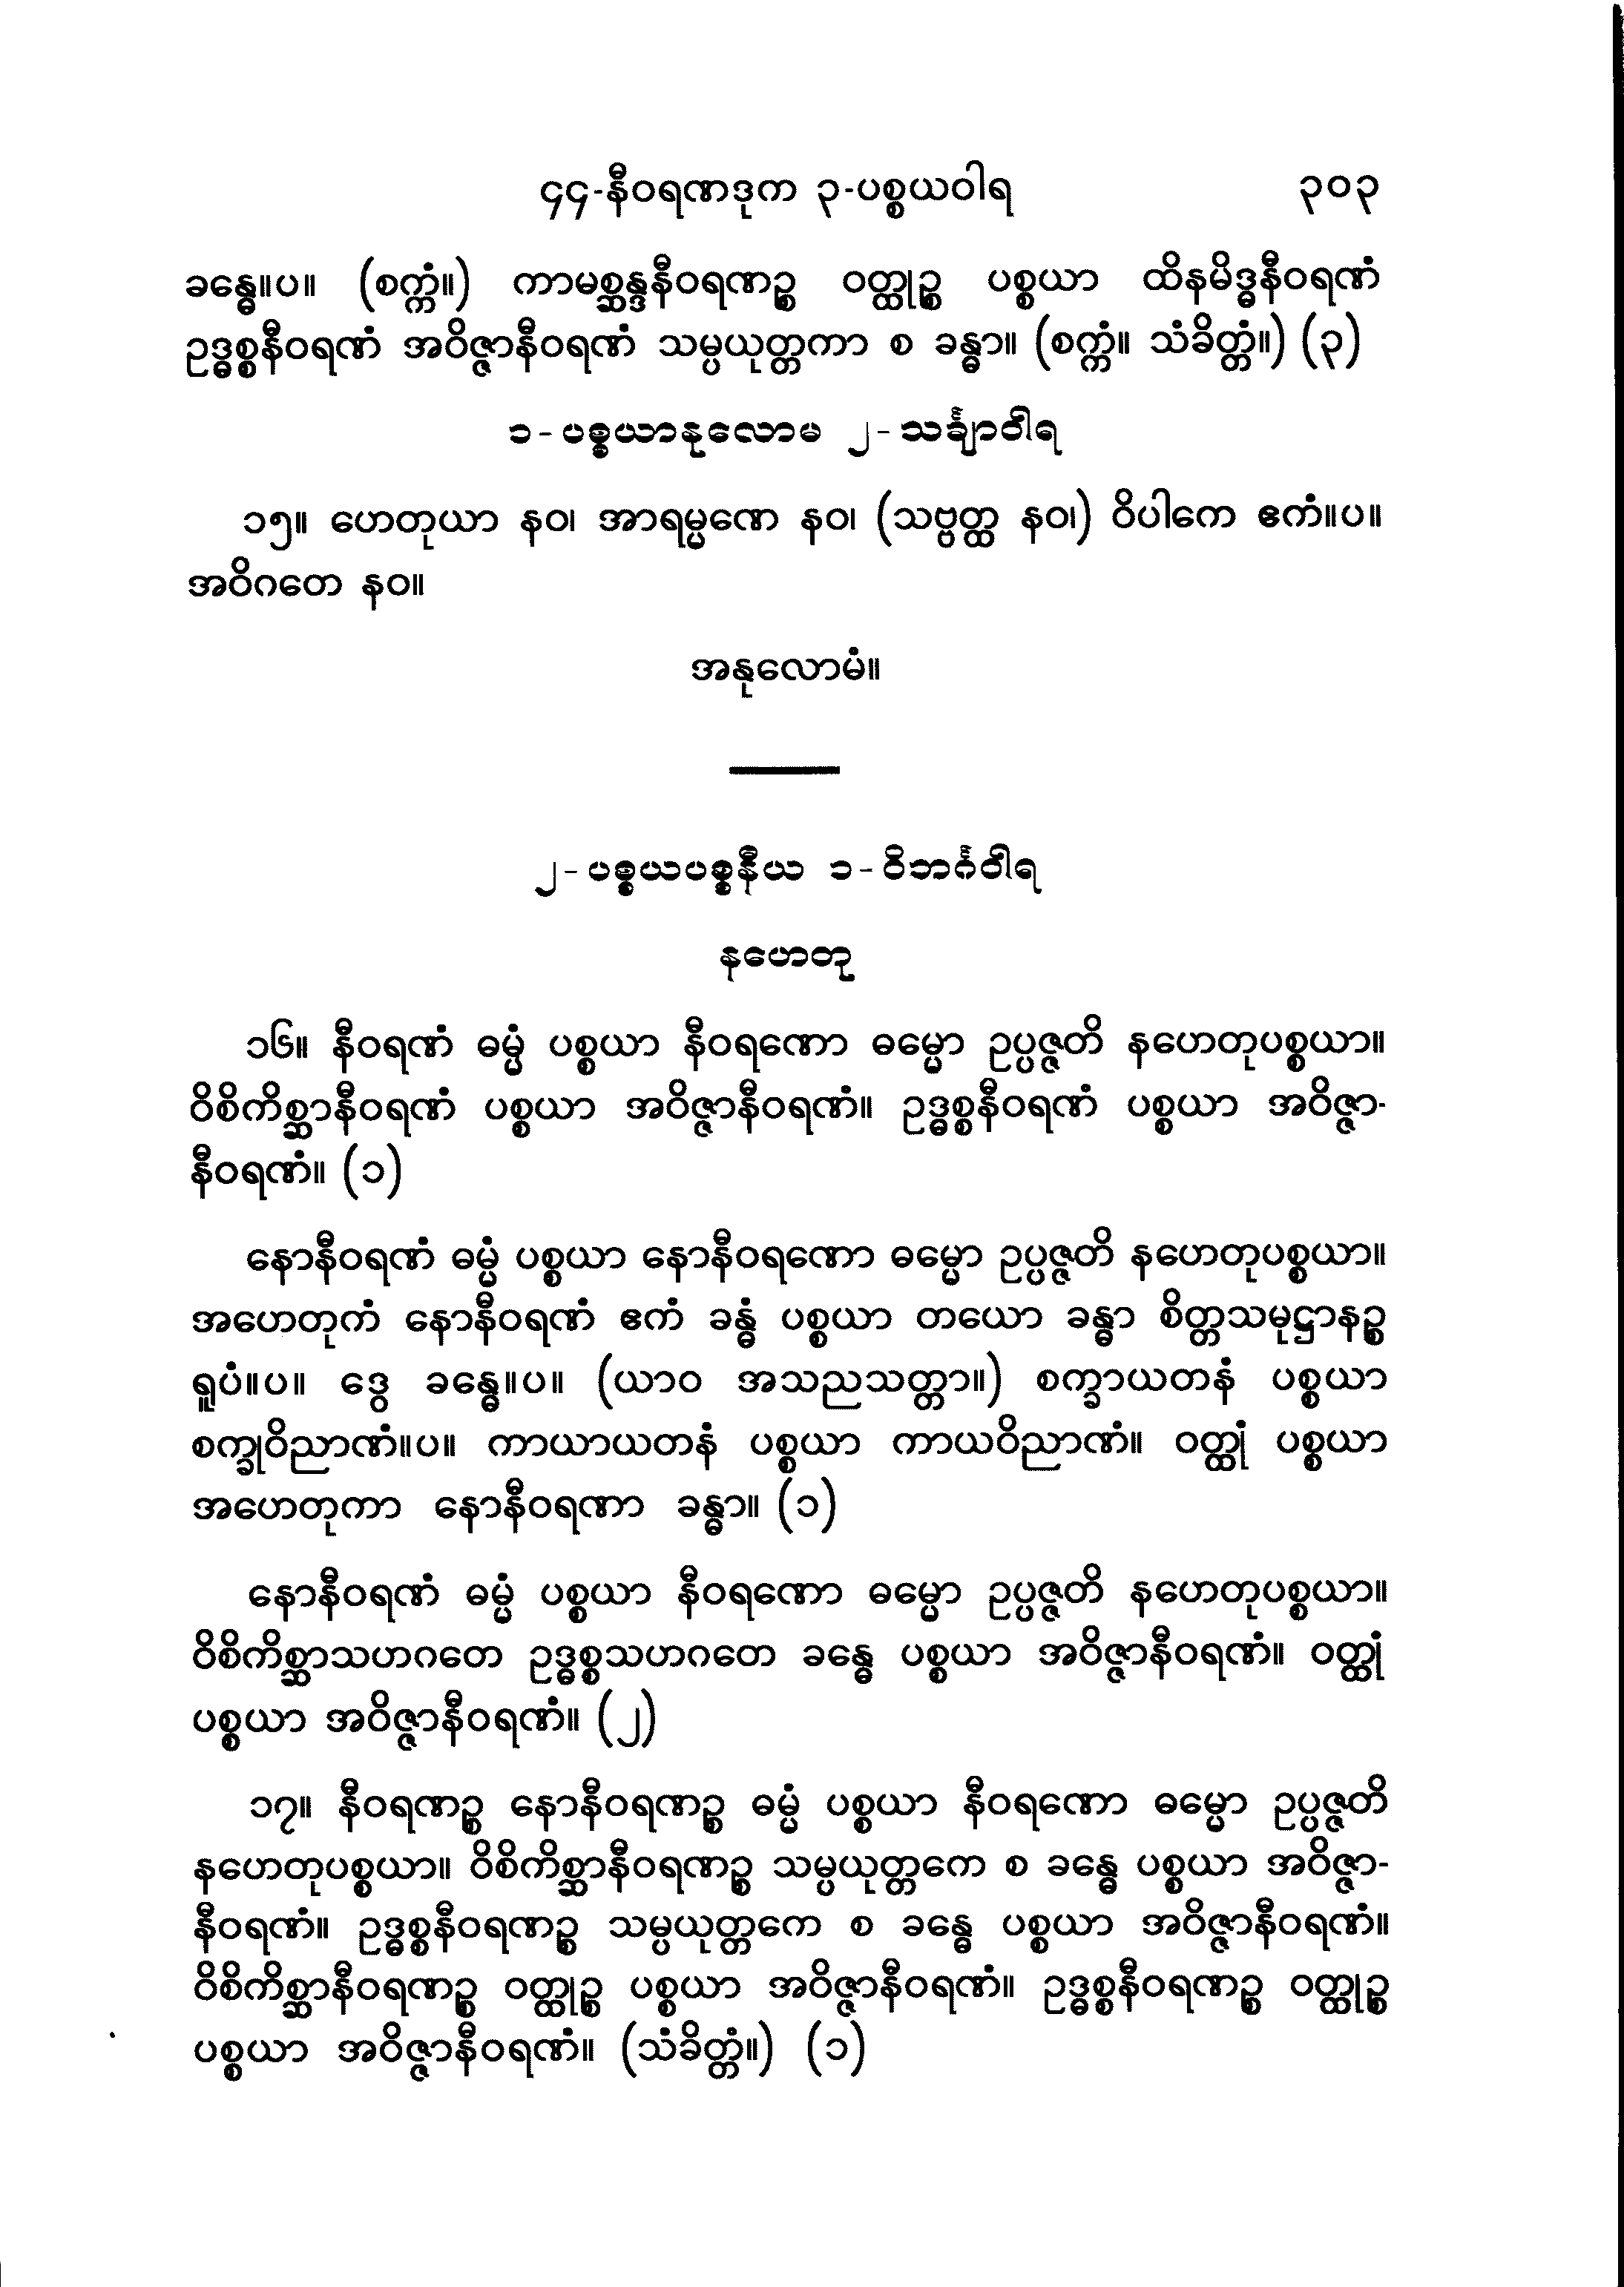 ၄၄-နီဝရဏဒုက ၃-ပစ္စယဝါရ ၃၀၃
ခန္ဓေ။ပ။ (စက္ကံ။) ကာမစ္ဆန္ဒနီဝရဏဉ္စ ဝတ္ထုဉ္စ ပစ္စယာ ထိနမိဒ္ဓနီဝရဏံ
ဥဒ္ဓစ္စနီဝရဏံ အဝိဇ္ဇာနီဝရဏံ သမ္ပယုတ္တကာ စ ခန္ဓာ။ (စက္ကံ။ သံခိတ္တံ။) (၃)
၁-ပစ္စယာနုလောမ ၂-သင်္ချာဝါရ
၁၅။ ဟေတုယာ နဝ၊ အာရမ္မဏေ နဝ၊ (သဗ္ဗတ္ထ နဝ၊) ဝိပါကေ ဧကံ။ပ။
အဝိဂတေ နဝ။
အနုလောမံ။
၂-ပစ္စယပစ္စနီယ ၁-ဝိဘင်္ဂဝါရ
နဟေတု
၁၆။ နီဝရဏံ ဓမ္မံ ပစ္စယာ နီဝရဏော ဓမ္မော ဥပ္ပဇ္ဇတိ နဟေတုပစ္စယာ။
ဝိစိကိစ္ဆာနီဝရဏံ ပစ္စယာ အဝိဇ္ဇာနီဝရဏံ။ ဥဒ္ဓစ္စနီဝရဏံ ပစ္စယာ အဝိဇ္ဇာ-
နီဝရဏံ။ (၁)
နောနီဝရဏံ ဓမ္မံ ပစ္စယာ နောနီဝရဏော ဓမ္မော ဥပ္ပဇ္ဇတိ နဟေတုပစ္စယာ။
အဟေတုကံ နောနီဝရဏံ ဧကံ ခန္ဓံ ပစ္စယာ တယော ခန္ဓာ စိတ္တသမုဋ္ဌာနဉ္စ
ရူပံ။ပ။ ဒွေ ခန္ဓေ။ပ။ (ယာဝ အသညသတ္တာ။) စက္ခာယတနံ ပစ္စယာ
စက္ခုဝိညာဏံ။ပ။ ကာယာယတနံ ပစ္စယာ ကာယဝိညာဏံ။ ဝတ္ထုံ ပစ္စယာ
အဟေတုကာ နောနီဝရဏာ ခန္ဓာ။ (၁)
နောနီဝရဏံ ဓမ္မံ ပစ္စယာ နီဝရဏော ဓမ္မော ဥပ္ပဇ္ဇတိ နဟေတုပစ္စယာ။
ဝိစိကိစ္ဆာသဟဂတေ ဥဒ္ဓစ္စသဟဂတေ ခန္ဓေ ပစ္စယာ အဝိဇ္ဇာနီဝရဏံ။ ဝတ္ထုံ
ပစ္စယာ အဝိဇ္ဇာနီဝရဏံ။ (၂)
၁၇။ နီဝရဏဉ္စ နောနီဝရဏဉ္စ ဓမ္မံ ပစ္စယာ နီဝရဏော ဓမ္မော ဥပ္ပဇ္ဇတိ
နဟေတုပစ္စယာ။ ဝိစိကိစ္ဆာနီဝရဏဉ္စ သမ္ပယုတ္တကေ စ ခန္ဓေ ပစ္စယာ အဝိဇ္ဇာ-
နီဝရဏံ။ ဥဒ္ဓစ္စနီဝရဏဉ္စ သမ္ပယုတ္တကေ စ ခန္ဓေ ပစ္စယာ အဝိဇ္ဇာနီဝရဏံ။
ဝိစိကိစ္ဆာနီဝရဏဉ္စ ဝတ္ထုဉ္စ ပစ္စယာ အဝိဇ္ဇာနီဝရဏံ။ ဥဒ္ဓစ္စနီဝရဏဉ္စ ဝတ္ထုဉ္စ
ပစ္စယာ အဝိဇ္ဇာနီဝရဏံ။ (သံခိတ္တံ။) (၁)